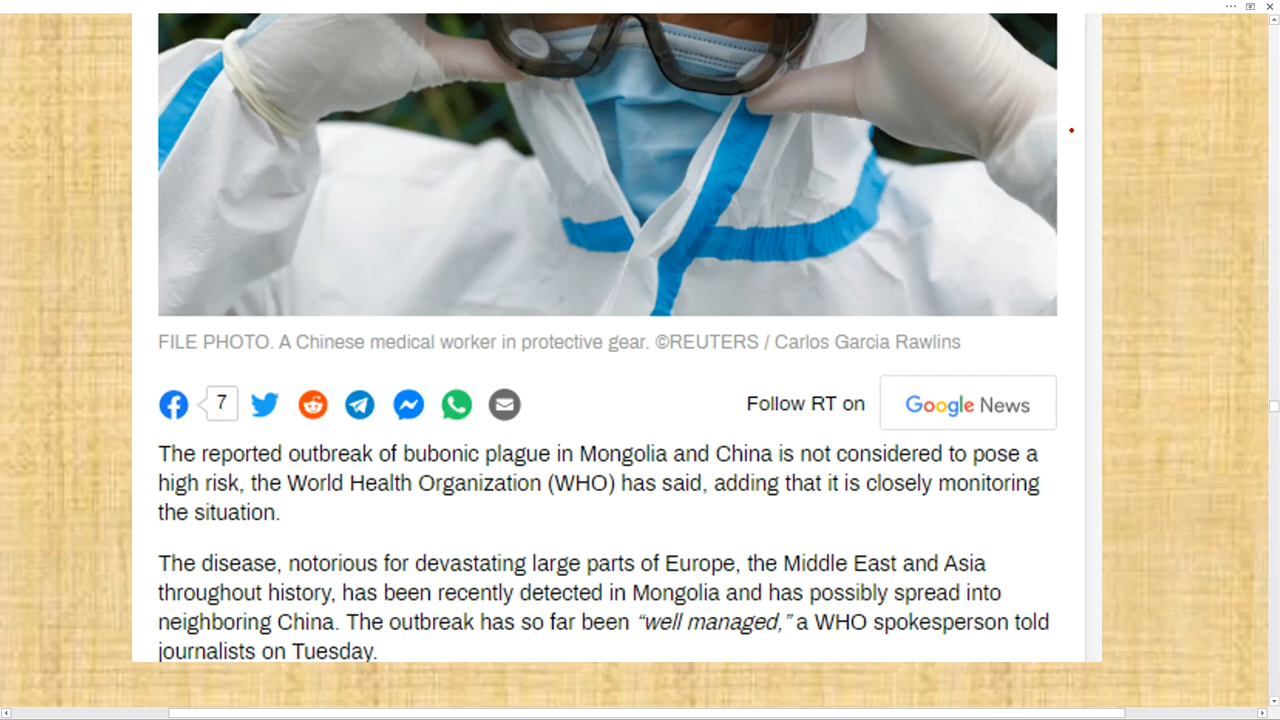 FILE PHOTO. A Chinese medical worker in protective gear. ©REUTERS / Carlos Garcia Rawlins
7
Follow RT on
Google News
The reported outbreak of bubonic plague in Mongolia and China is not considered to pose a
high risk, the World Health Organization (WHO) has said, adding that it is closely monitoring
the situation.
The disease, notorious for devastating large parts of Europe, the Middle East and Asia
throughout history, has been recently detected in Mongolia and has possibly spread into
neighboring China. The outbreak has so far been “well managed,” a WHO spokesperson told
journalists on Tuesday.